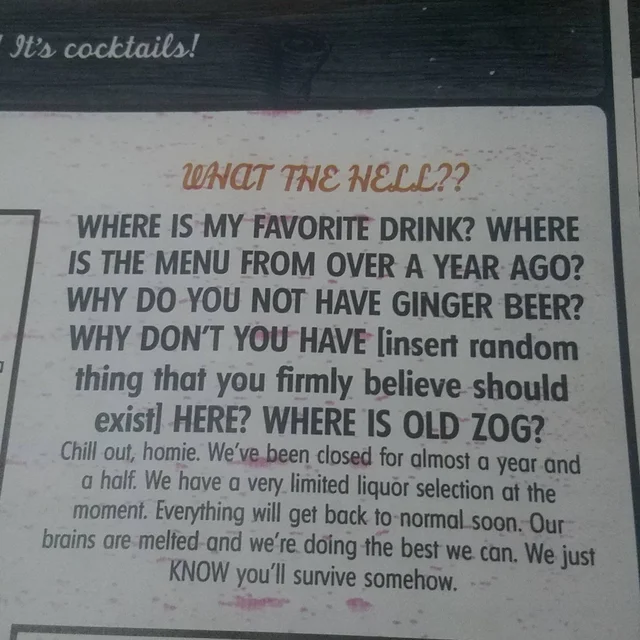 ! It's cocktails!
WHAT THE HELL??
WHERE IS MY FAVORITE DRINK? WHERE
IS THE MENU FROM OVER A YEAR AGO?
WHY DO YOU NOT HAVE GINGER BEER?
WHY DON'T YOU HAVE [insert random
thing that you firmly believe should
exist] HERE? WHERE IS OLD ZOG?
Chill out, homie. We've been closed for almost a year and
a half. We have a very limited liquor selection at the
moment. Everything will get back to normal soon. Our
brains are melted and we're doing the best we can. We just
KNOW you'll survive somehow.